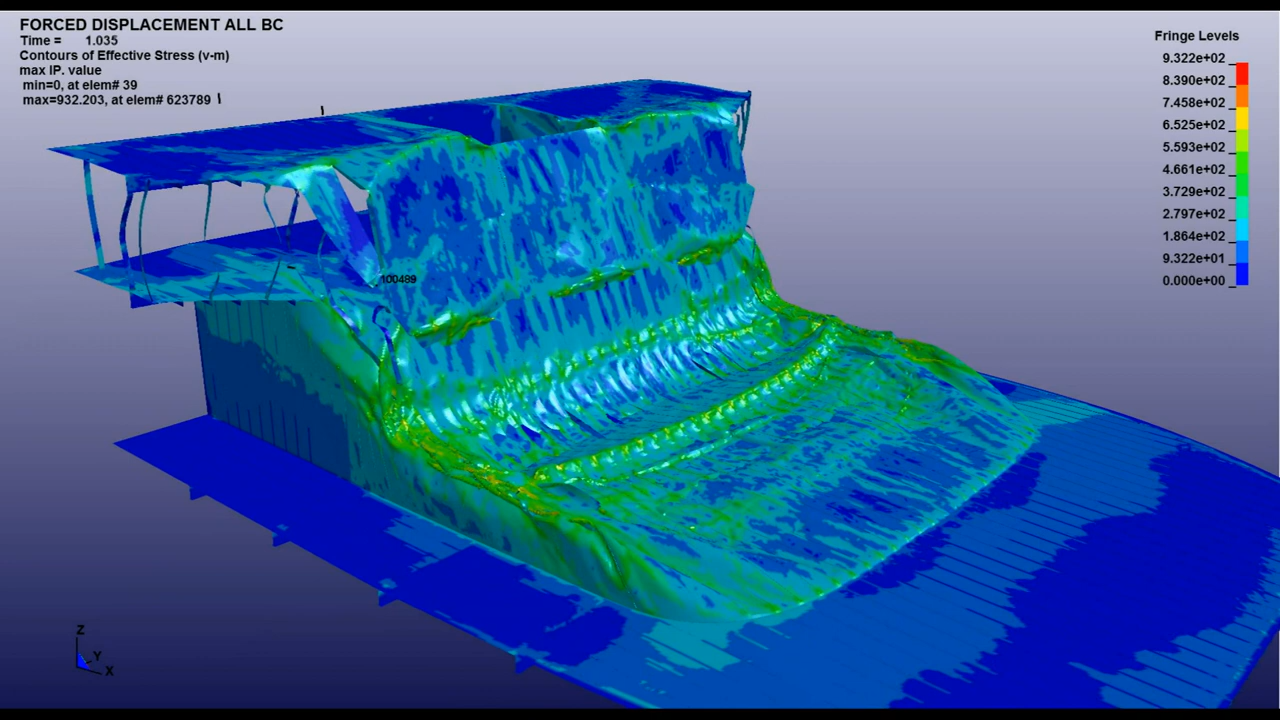 FORCED DISPLACEMENT ALL BC
Time = 1.035
Contours of Effective Stress (v-m)
max IP. value
min=0, at elem# 39
max=932.203, at elem# 623789
Fringe Levels
9.322e+02
8.390e+02
7.458e+02
6.525e+02
5.593e+02
4.661e+02
3.729e+02
2.797e+02
1.864e+02
9.322e+01
0.000e+00
100489
Z
Y
X